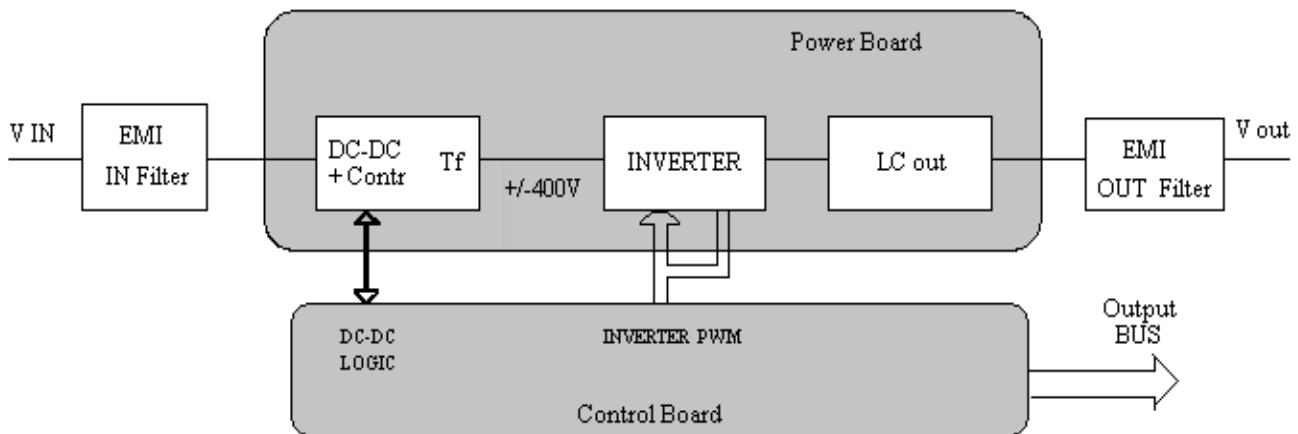 Power Board
V IN
EMI
IN Filter
DC-DC
+ Contr
Tf
+/-400V
INVERTER
LC out
EMI
OUT Filter
V out
DC-DC
LOGIC
INVERTER PWM
Control Board
Output
BUS